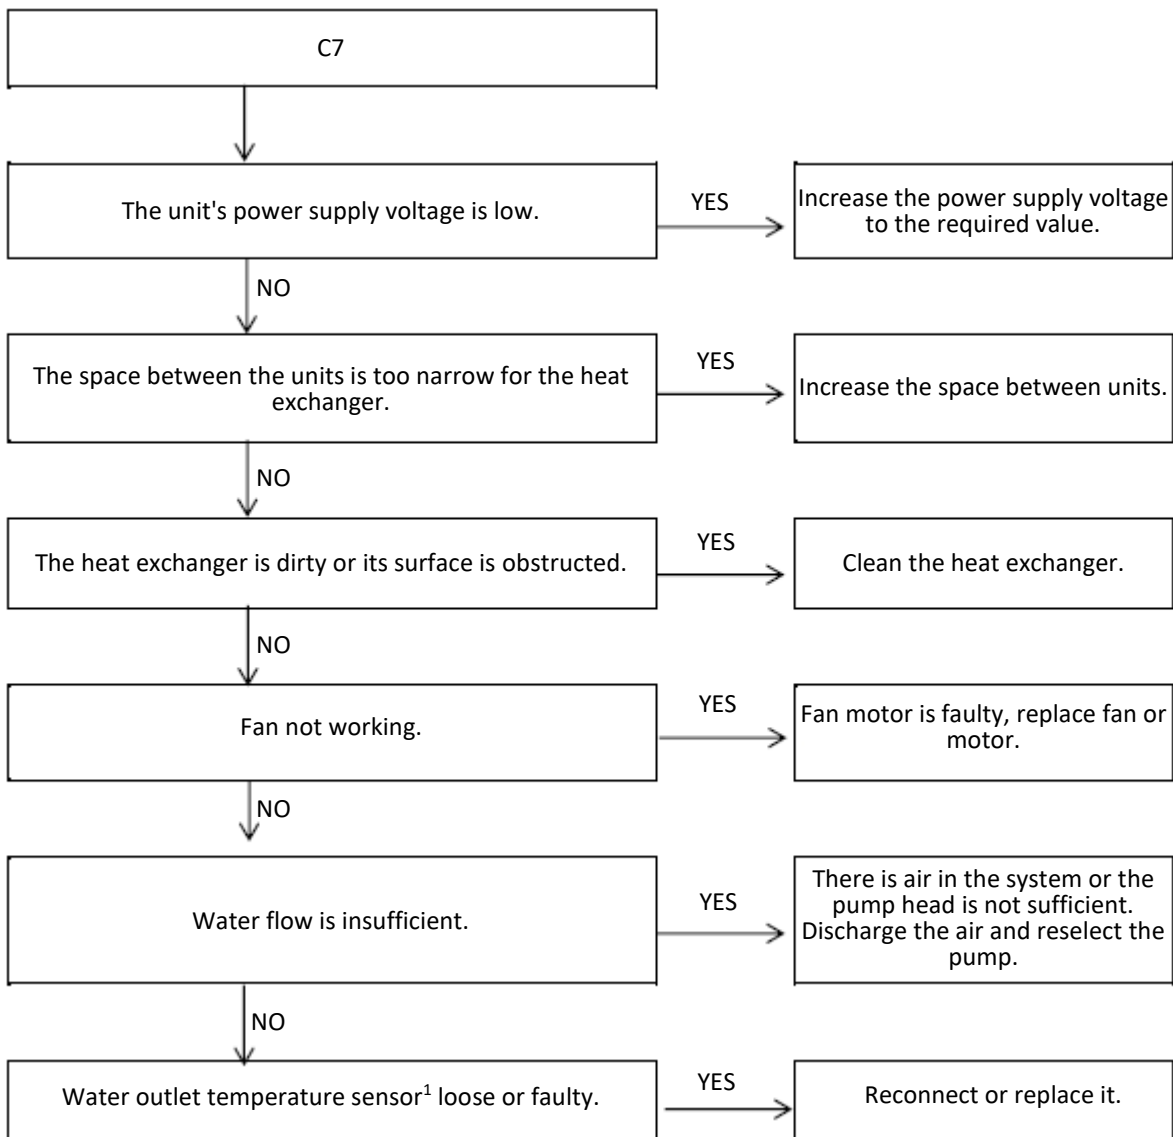 C7
The unit's power supply voltage is low.
YES
Increase the power supply voltage
to the required value.
NO
The space between the units is too narrow for the heat
exchanger.
YES
Increase the space between units.
NO
The heat exchanger is dirty or its surface is obstructed.
YES
Clean the heat exchanger.
NO
Fan not working.
YES
Fan motor is faulty, replace fan or
motor.
NO
Water flow is insufficient.
YES
There is air in the system or the
pump head is not sufficient.
Discharge the air and reselect the
pump.
NO
Water outlet temperature sensor¹ loose or faulty.
YES
Reconnect or replace it.